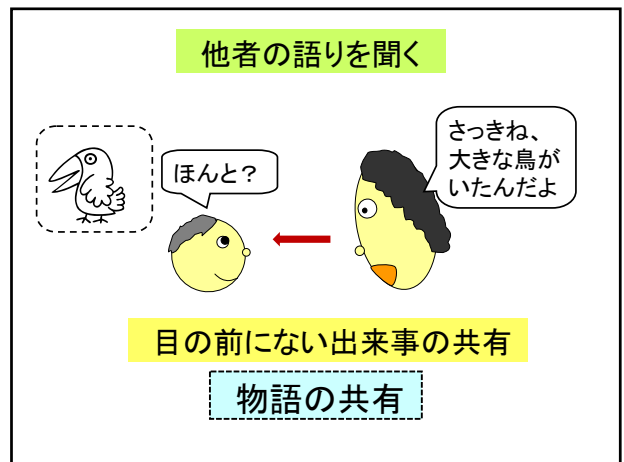 他者の語りを聞く
さっきね、
大きな鳥が
いたんだよ
ほんと？
目の前にない出来事の共有
物語の共有